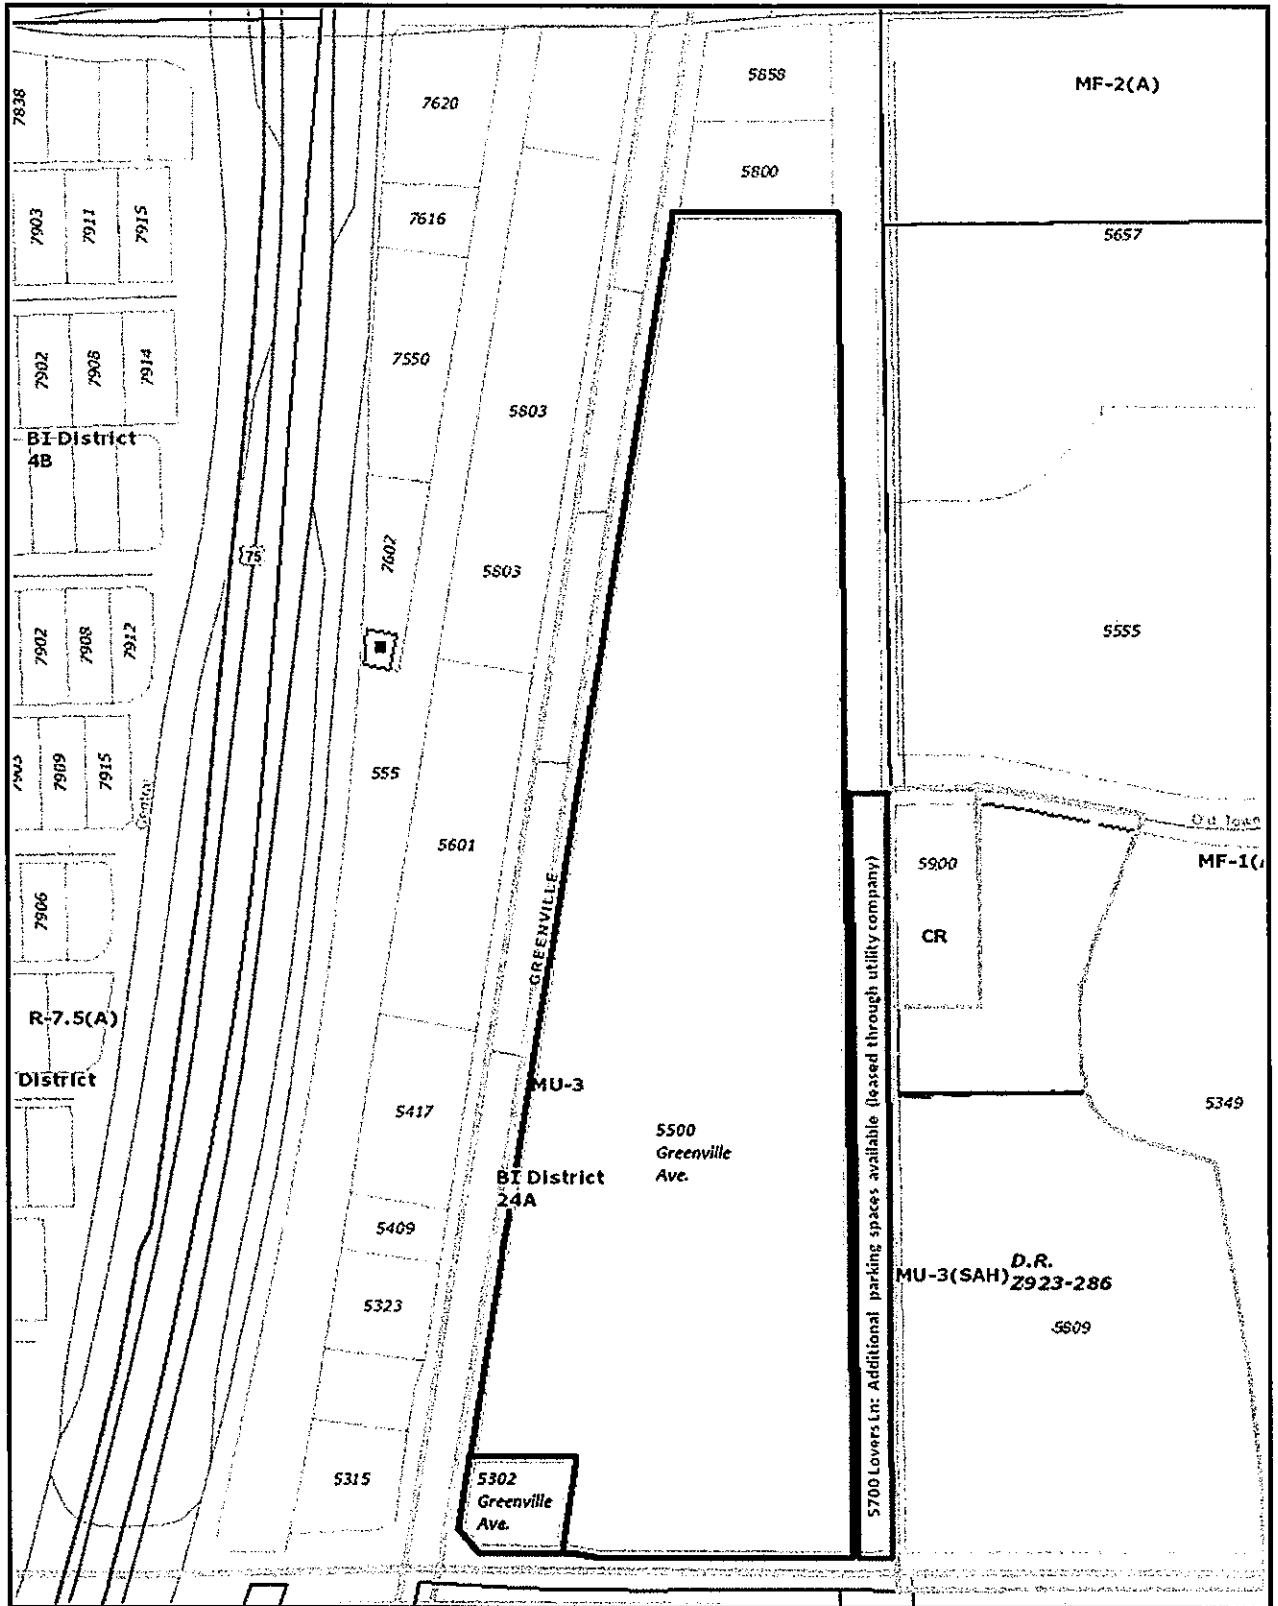 5858
MF-2(A)
7838
7620
5800
7903
7911
7915
7616
5657
7902
7908
7914
7550
5803
BI District
4B
75
7602
5803
7902
7908
7912
5555
7909
7915
555
5601
Old Town
MF-1(
5900
CR
7906
GREENVILLE
R-7.5(A)
District
MU-3
5417
5500
Greenville
Ave.
5349
BI District
24A
5409
5323
MU-3(SAH)
D.R.
Z923-286
5809
5700 Lovers Ln: Additional parking spaces available (leased through utility company)
5315
5302
Greenville
Ave.